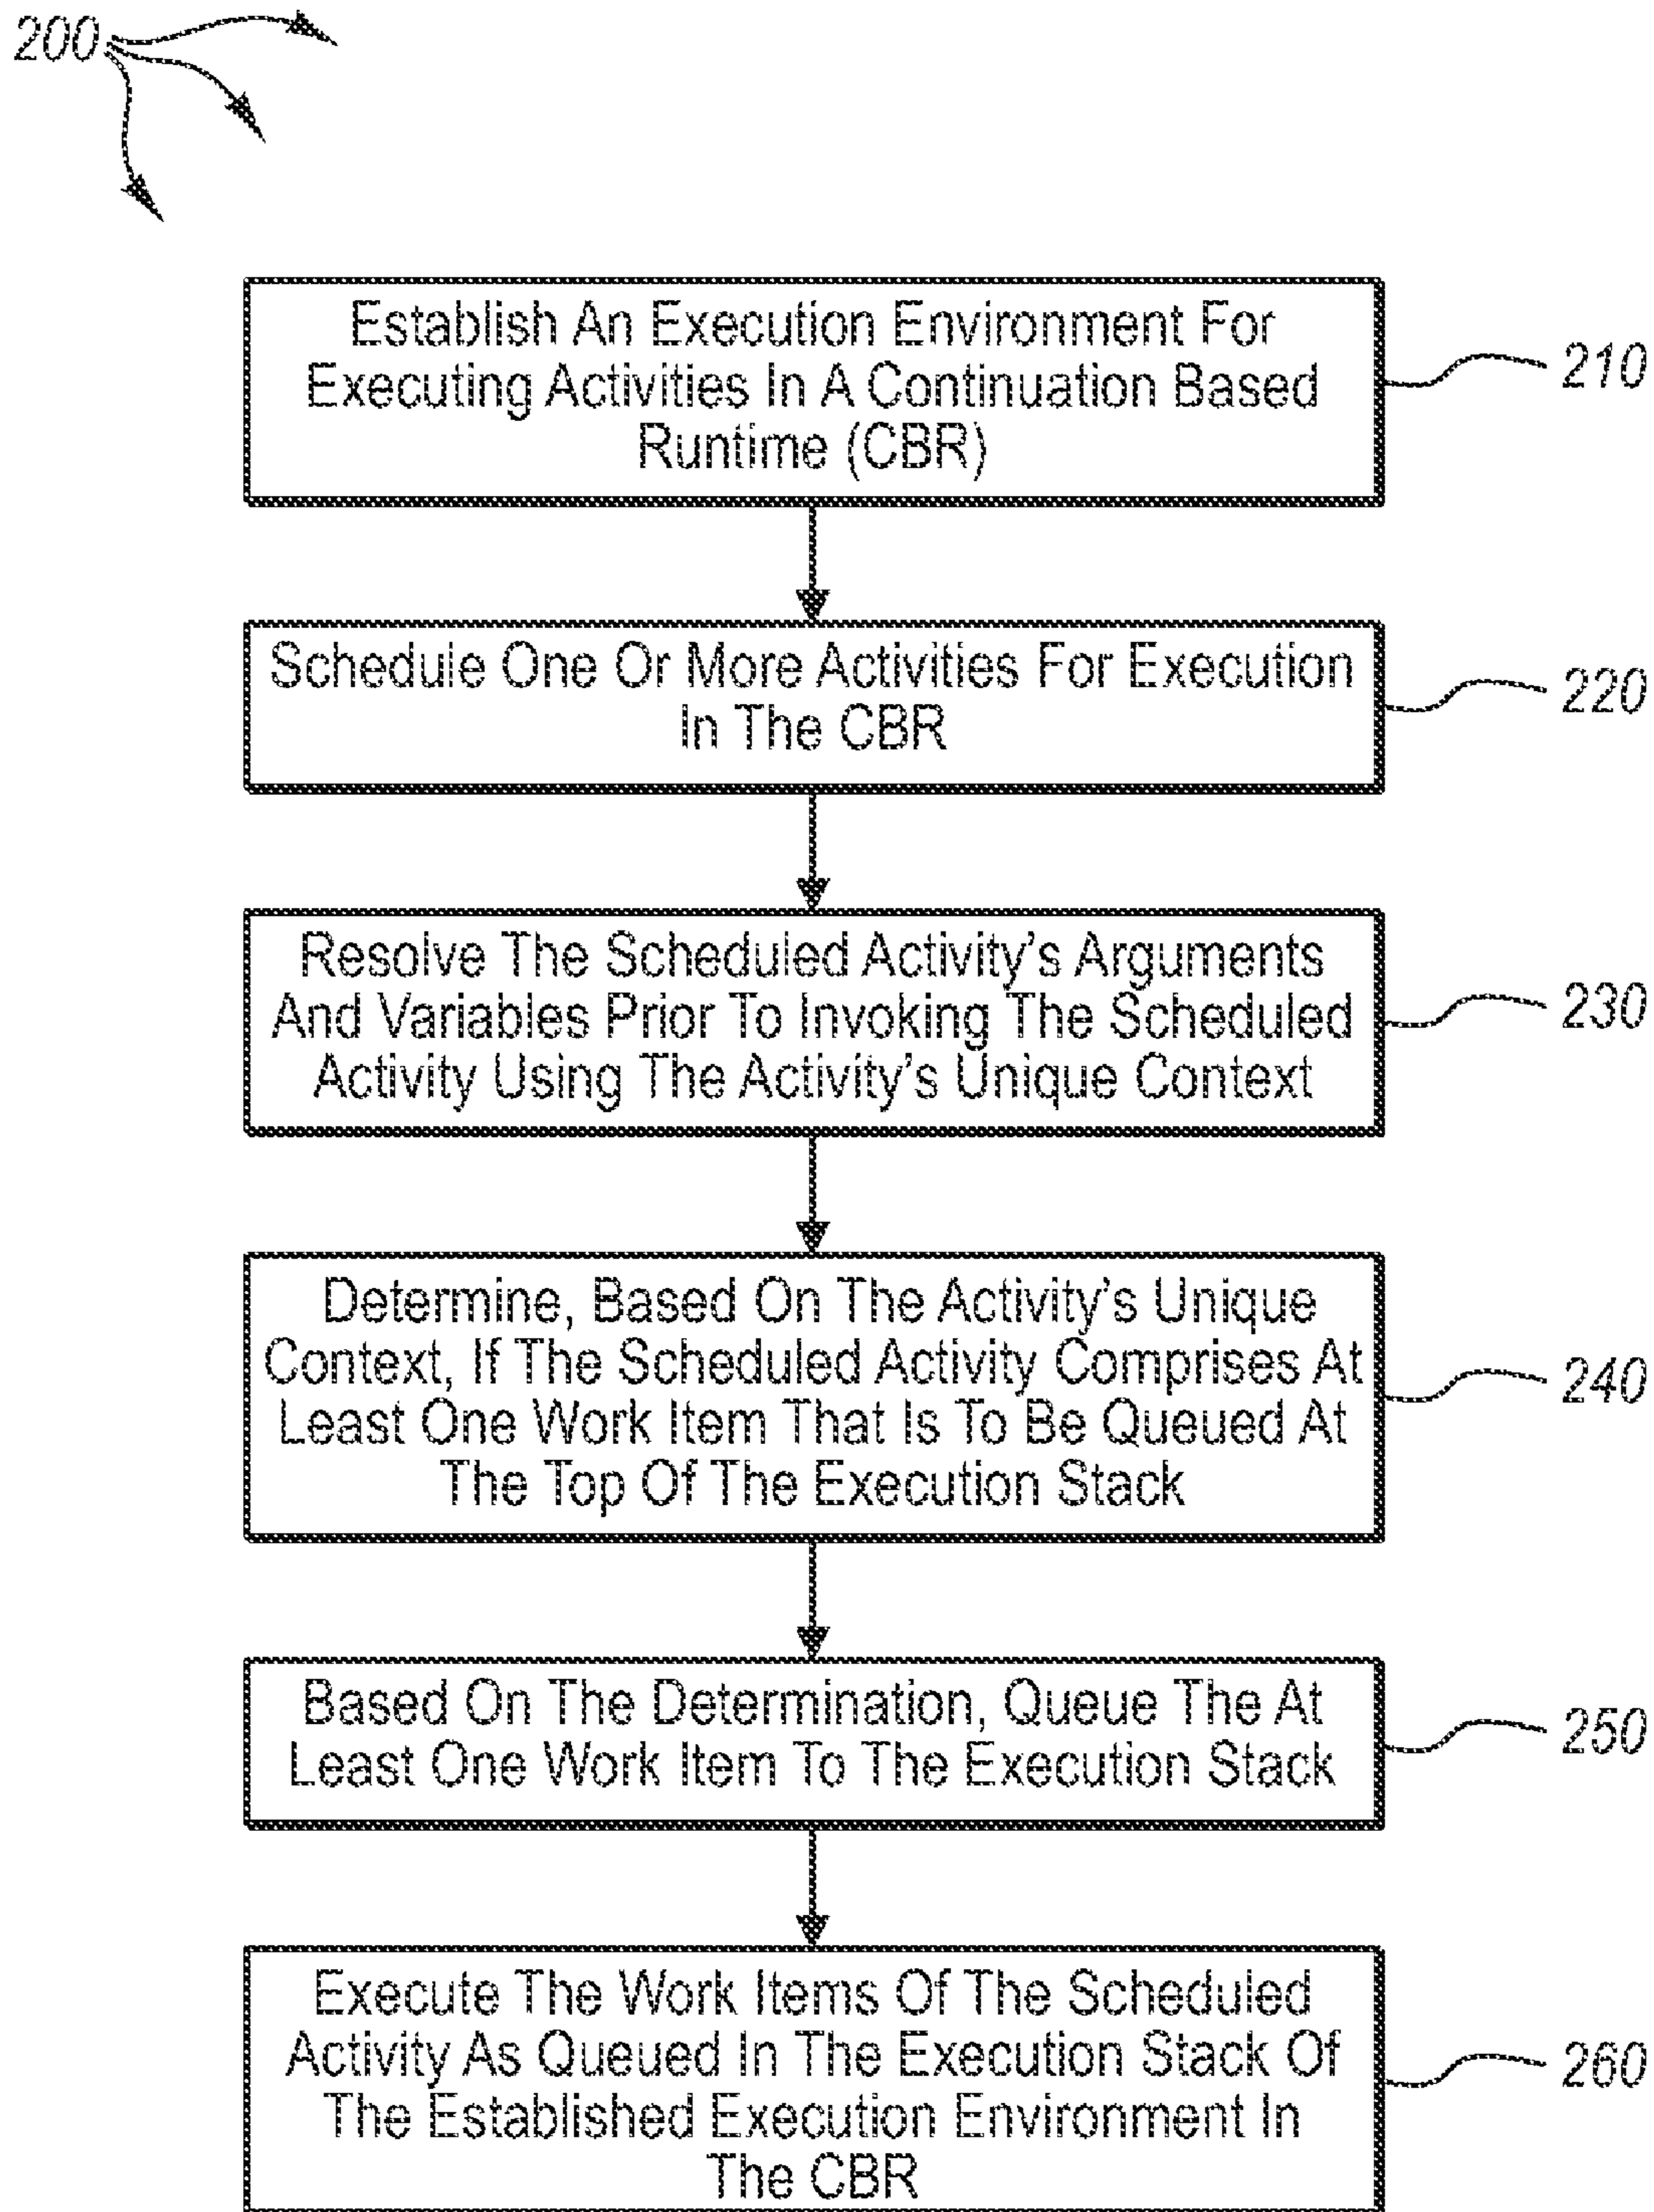 200
Establish An Execution Environment For
Executing Activities In A Continuation Based
Runtime (CBR)
210
Schedule One Or More Activities For Execution
In The CBR
220
Resolve The Scheduled Activity's Arguments
And Variables Prior To Invoking The Scheduled
Activity Using The Activity's Unique Context
230
Determine, Based On The Activity's Unique
Context, If The Scheduled Activity Comprises At
Least One Work Item That Is To Be Queued At
The Top Of The Execution Stack
240
Based On The Determination, Queue The At
Least One Work Item To The Execution Stack
250
Execute The Work Items Of The Scheduled
Activity As Queued In The Execution Stack Of
The Established Execution Environment In
The CBR
260